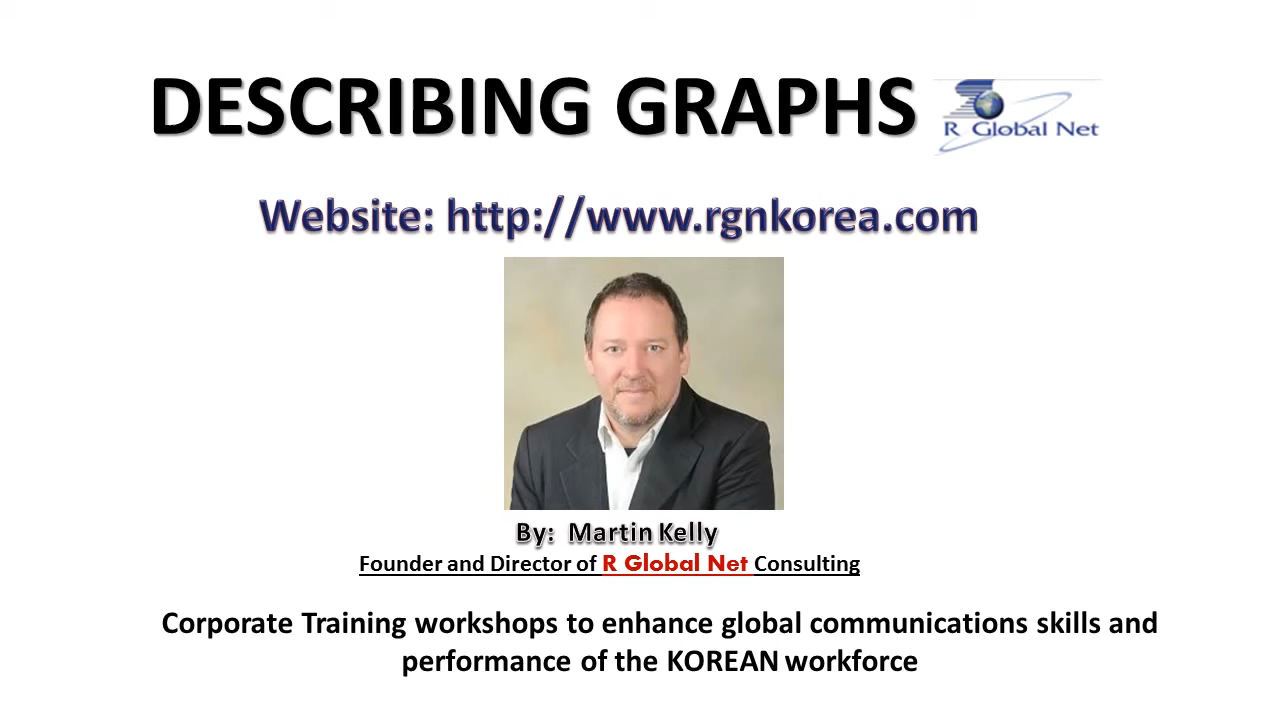 DESCRIBING GRAPHS
R Global Net
Website: http://www.rgnkorea.com
By: Martin Kelly
Founder and Director of R Global Net Consulting
Corporate Training workshops to enhance global communications skills and
performance of the KOREAN workforce